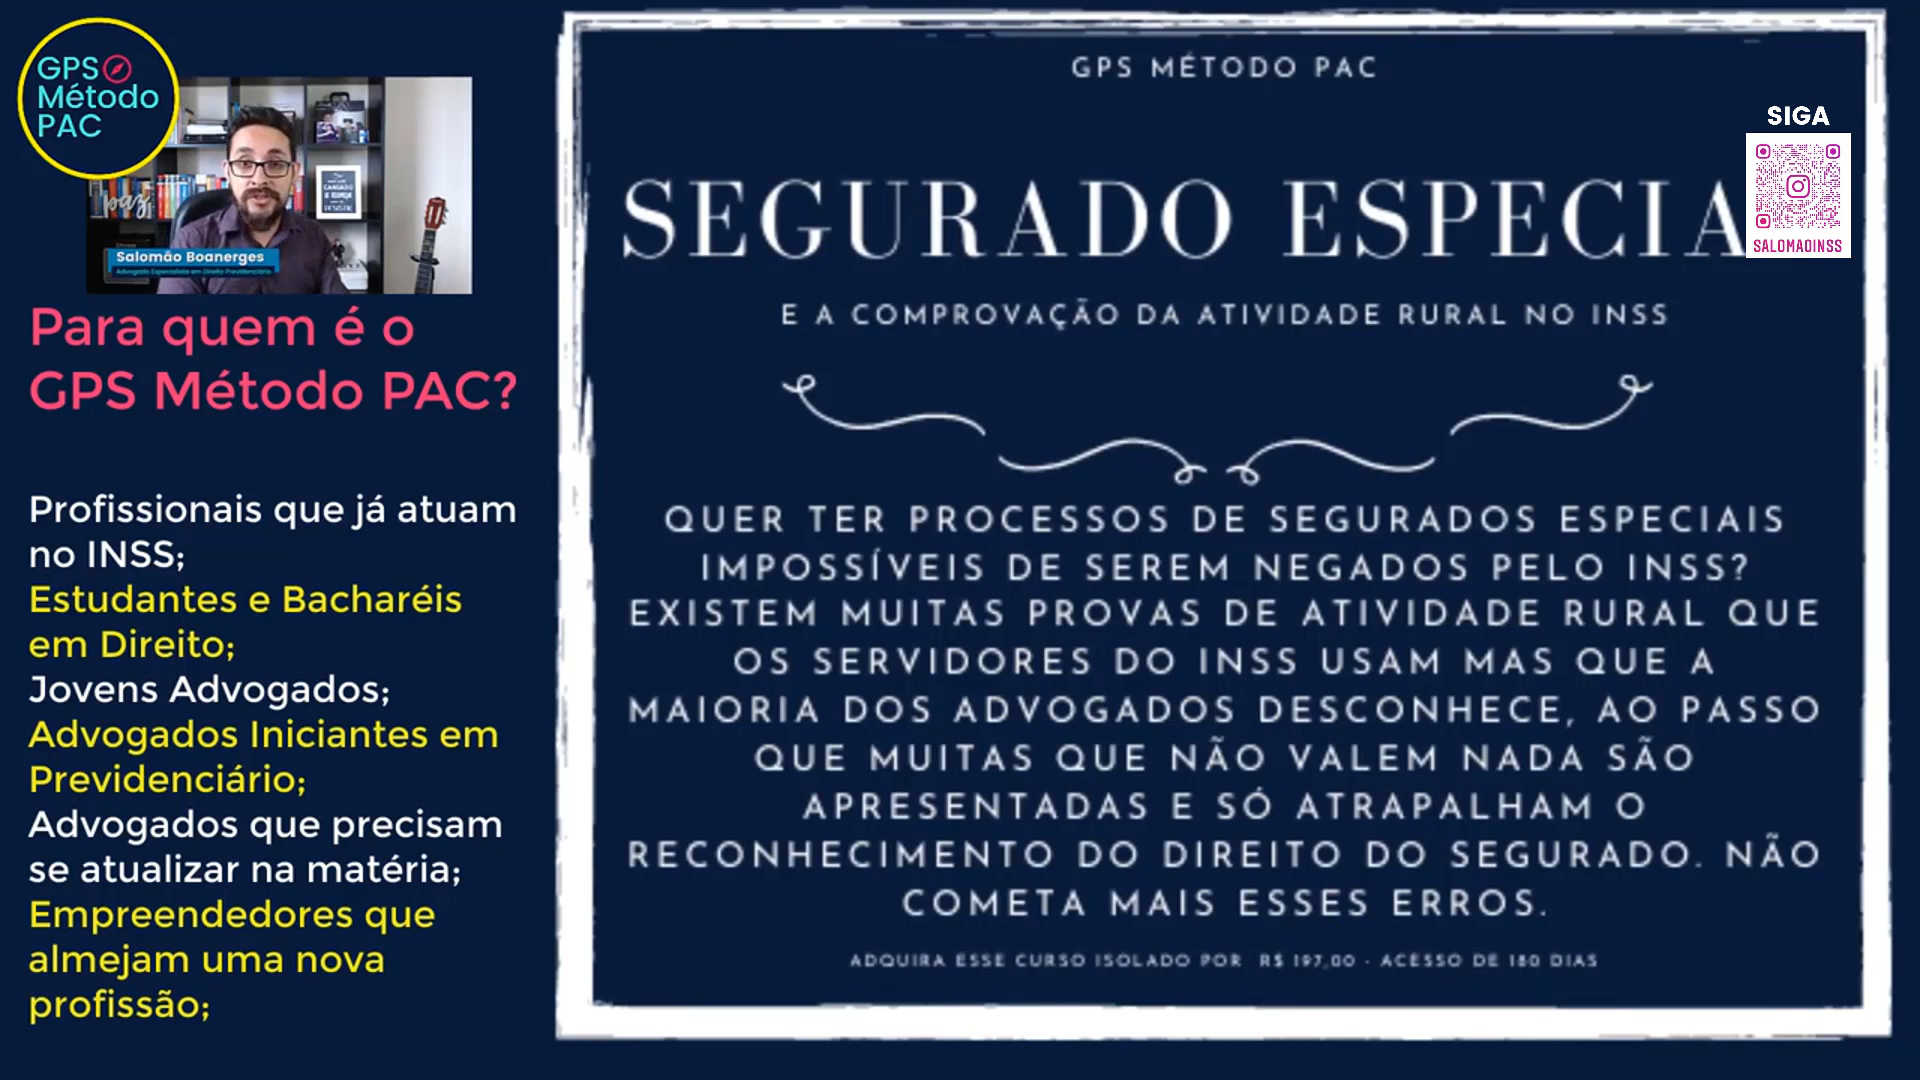 GPS
Método
PAC
Salomão Boanerges
Advogado Especialista em Direito Previdenciário
Para quem é o
GPS Método PAC?
Profissionais que já atuam
no INSS;
Estudantes e Bacharéis
em Direito;
Jovens Advogados;
Advogados Iniciantes em
Previdenciário;
Advogados que precisam
se atualizar na matéria;
Empreendedores que
almejam uma nova
profissão;
GPS MÉTODO PAC
SIGA
SALOMAOINSS
SEGURADO ESPECIA
E A COMPROVAÇÃO DA ATIVIDADE RURAL NO INSS
QUER TER PROCESSOS DE SEGURADOS ESPECIAIS
IMPOSSÍVEIS DE SEREM NEGADOS PELO INSS?
EXISTEM MUITAS PROVAS DE ATIVIDADE RURAL QUE
OS SERVIDORES DO INSS USAM MAS QUE A
MAIORIA DOS ADVOGADOS DESCONHECE, AO PASSO
QUE MUITAS QUE NÃO VALEM NADA SÃO
APRESENTADAS E SÓ ATRAPALHAM O
RECONHECIMENTO DO DIREITO DO SEGURADO. NÃO
COMETA MAIS ESSES ERROS.
ADQUIRA ESSE CURSO ISOLADO POR R$ 197,00 - ACESSO DE 180 DIAS